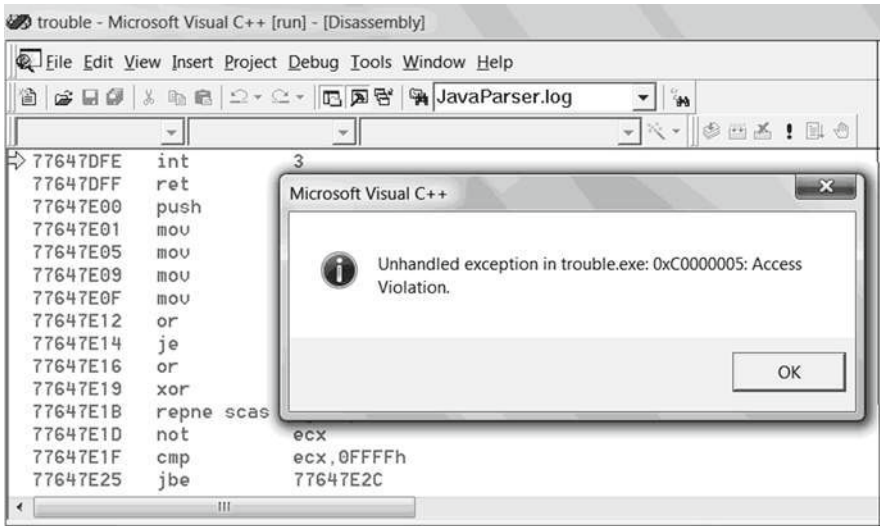 trouble - Microsoft Visual C++ [run] - [Disassembly]
File Edit View Insert Project Debug Tools Window Help
JavaParser.log
77647DFE int 3
77647DFF ret
77647E00 push
77647E01 mov
77647E05 mov
77647E09 mov
77647E0F mov
77647E12 or
77647E14 je
77647E16 or
77647E19 xor
77647E1B repne scas
77647E1D not ecx
77647E1F cmp ecx,0FFFFh
77647E25 jbe 77647E2C
Microsoft Visual C++
Unhandled exception in trouble.exe: 0xC0000005: Access
Violation.
OK